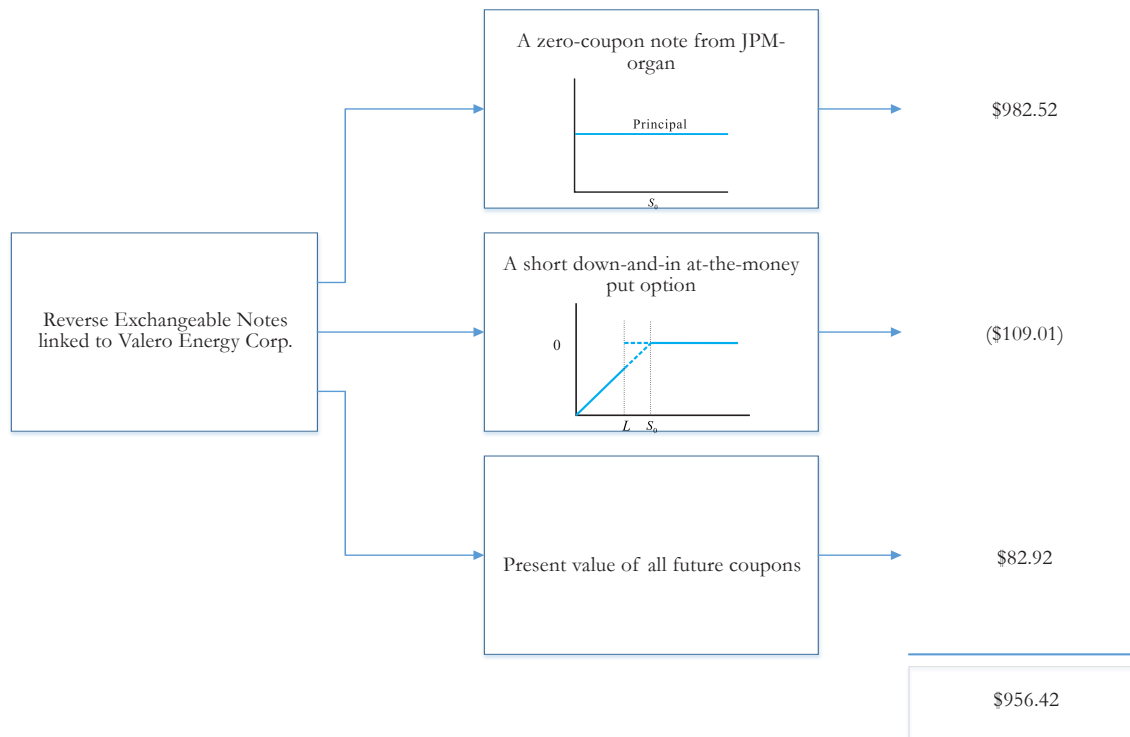 A zero-coupon note from JPM-
organ
Principal
S₀
$982.52
Reverse Exchangeable Notes
linked to Valero Energy Corp.
A short down-and-in at-the-money
put option
0
L S₀
($109.01)
Present value of all future coupons
$82.92
$956.42